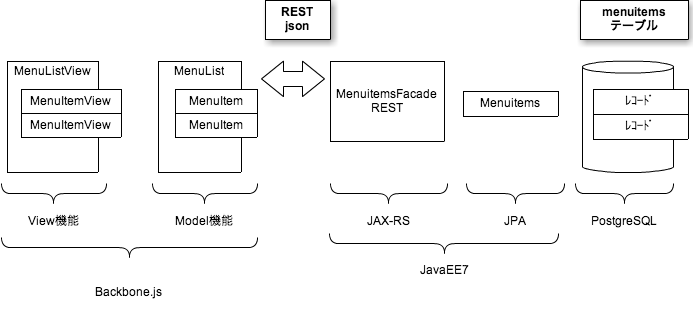 REST
json
menuitems
テーブル
MenuListView
MenuItemView
MenuItemView
MenuList
MenuItem
MenuItem
MenuitemsFacade
REST
Menuitems
ﾚｺｰﾄﾞ
ﾚｺｰﾄﾞ
View機能
Model機能
JAX-RS
JPA
PostgreSQL
Backbone.js
JavaEE7